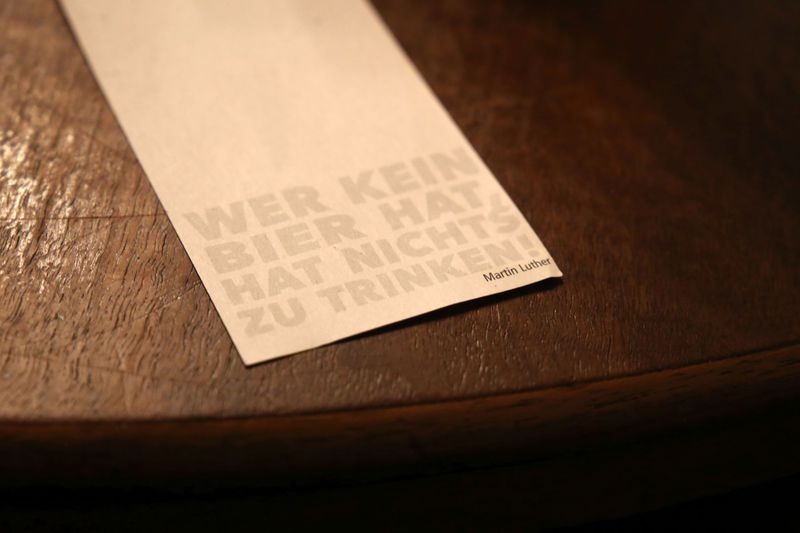 WER KEIN
BIER HAT,
HAT NICHTS
ZU TRINKEN!
Martin Luther